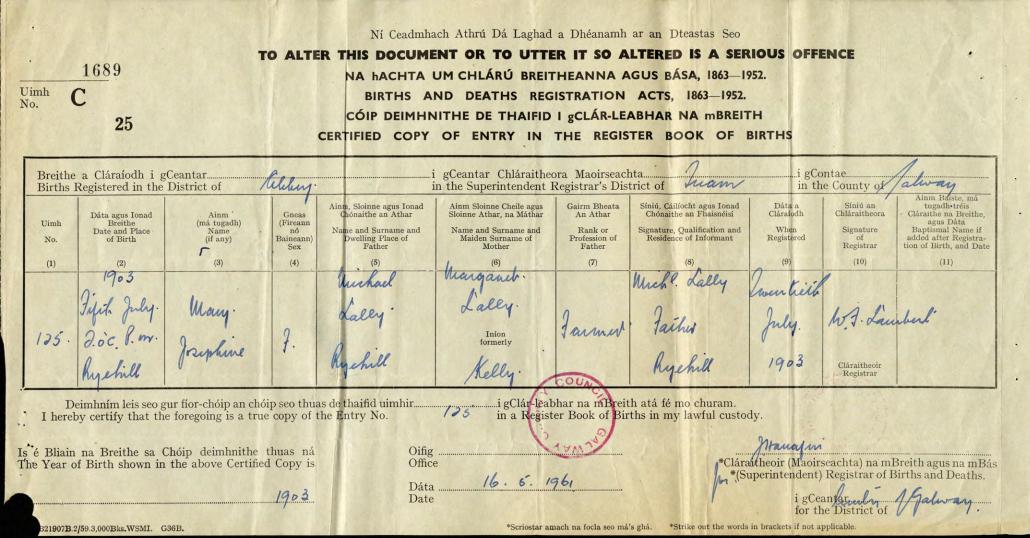 Ní Ceadmhach Athrú Dá Laghad a Dhéanamh ar an Dteastas Seo
TO ALTER THIS DOCUMENT OR TO UTTER IT SO ALTERED IS A SERIOUS OFFENCE
NA hACHTA UM CHLÁRÚ BREITHEANNA AGUS BÁSA, 1863—1952.
BIRTHS AND DEATHS REGISTRATION ACTS, 1863—1952.
CÓIP DEIMHNITHE DE THAIFID I gCLÁR-LEABHAR NA mBREITH
CERTIFIED COPY OF ENTRY IN THE REGISTER BOOK OF BIRTHS
1689
Uimh
No. C
25
Breithe a Cláraíodh i gCeantar
Births Registered in the District of
i gCeantar Chláraitheora Maoirseachta
in the Superintendent Registrar's District of Tuam
i gContae
in the County of Galway
Uimh
No.
(1)
Dáta agus Ionad
Breithe
Date and Place
of Birth
(2)
Ainm
(má tugadh)
Name
(if any)
(3)
Gneas
(Fireann
nó
Baineann)
Sex
(4)
Ainm, Sloinne agus Ionad
Chónaithe an Athar
Name and Surname and
Dwelling Place of
Father
(5)
Ainm, Sloinne Cheile agus
Sloinne Athar, na Máthar
Name and Surname and
Maiden Surname of
Mother
(6)
Gairm Bheata
An Athar
Rank or
Profession of
Father
(7)
Síniú, Cáilíocht agus Ionad
Chónaithe an Fhaisnéisí
Signature, Qualification and
Residence of Informant
(8)
Dáta a
Cláraíodh
When
Registered
(9)
Síniú an
Chláraitheora
Signature
of
Registrar
(10)
Ainm Baiste, má
tugadh tréis
Cláraithe na Breithe,
agus Dáta
Baptismal Name if
added after Registra-
tion of Birth, and Date
(11)
125.
1903
Fifth July.
2.oc. P.m.
Ryehill
Mary
Josephine
F.
Michael
Lally.
Ryehill
Margaret
Lally.
Iníon
formerly
Kelly.
Farmer
Michl. Lally
Father
Ryehill
Twentieth
July.
1903
W. F. Lambert
Cláraitheoir
Registrar
Deimhním leis seo gur fíor-chóip an chóip seo thuas de thaifid uimhir
i gClár-leabhar na mBreith atá fé mo churam.
I hereby certify that the foregoing is a true copy of the Entry No. 125
in a Register Book of Births in my lawful custody.
COUNCIL GALWAY
Is é Bliain na Breithe sa Chóip deimhnithe thuas ná
The Year of Birth shown in the above Certified Copy is
1903
Oifig
Office
Dáta
Date 16. 5. 1961
*Cláraitheoir (Maoirseachta) na mBreith agus na mBás
for *(Superintendent) Registrar of Births and Deaths.
i gCeantar
for the District of County Galway.
321907B.2/59.3,000Bks.WSMI. G36B.
*Scriostar amach na focla seo má's ghá.
*Strike out the words in brackets if not applicable.